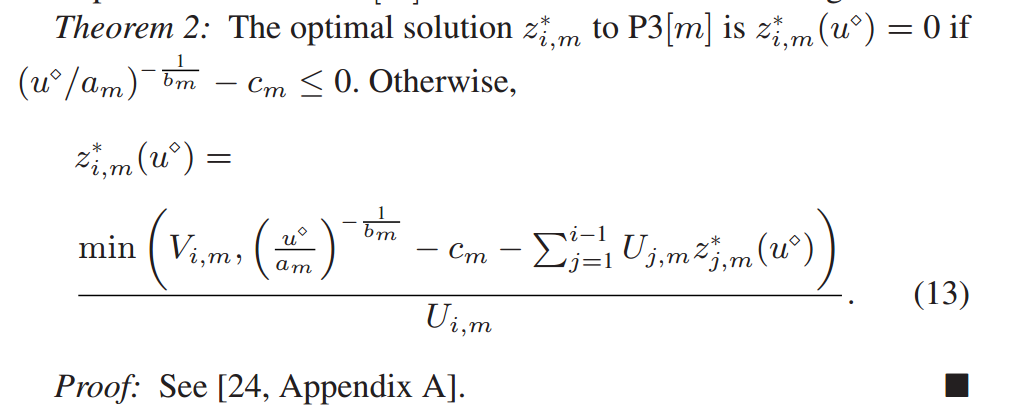 Theorem 2: The optimal solution z*_{i,m} to P3[m] is z*_{i,m}(u^⋄) = 0 if
(u^⋄/a_m)^{-1/b_m} − c_m ≤ 0. Otherwise,
z*_{i,m}(u^⋄) =
min(V_{i,m}, (u^⋄/a_m)^{-1/b_m} − c_m − ∑_{j=1}^{i−1} U_{j,m} z*_{j,m}(u^⋄))
U_{i,m} . (13)
Proof: See [24, Appendix A]. ■